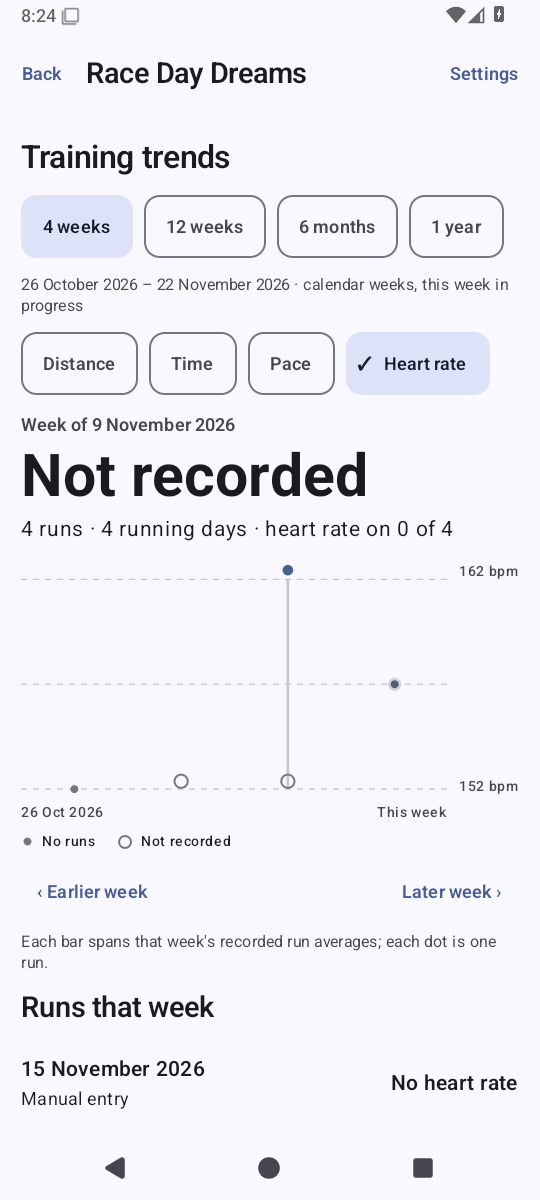 8:24
Back Race Day Dreams Settings
Training trends
4 weeks 12 weeks 6 months 1 year
26 October 2026 – 22 November 2026 · calendar weeks, this week in
progress
Distance Time Pace ✓ Heart rate
Week of 9 November 2026
Not recorded
4 runs · 4 running days · heart rate on 0 of 4
162 bpm
152 bpm
26 Oct 2026 This week
No runs Not recorded
‹ Earlier week Later week ›
Each bar spans that week's recorded run averages; each dot is one
run.
Runs that week
15 November 2026
No heart rate
Manual entry